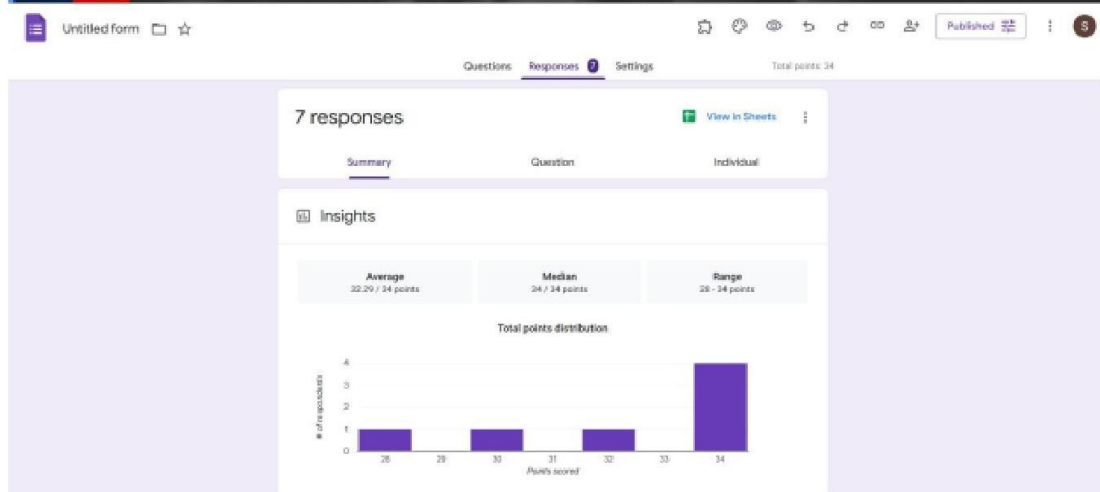 Untitled form
Published
S
Questions Responses 7 Settings Total points: 34
7 responses
View in Sheets
Summary Question Individual
Insights
Average Median Range
32.29 / 34 points 34 / 34 points 28 - 34 points
Total points distribution
# of respondents
4
3
2
1
0
28 29 30 31 32 33 34
Points scored